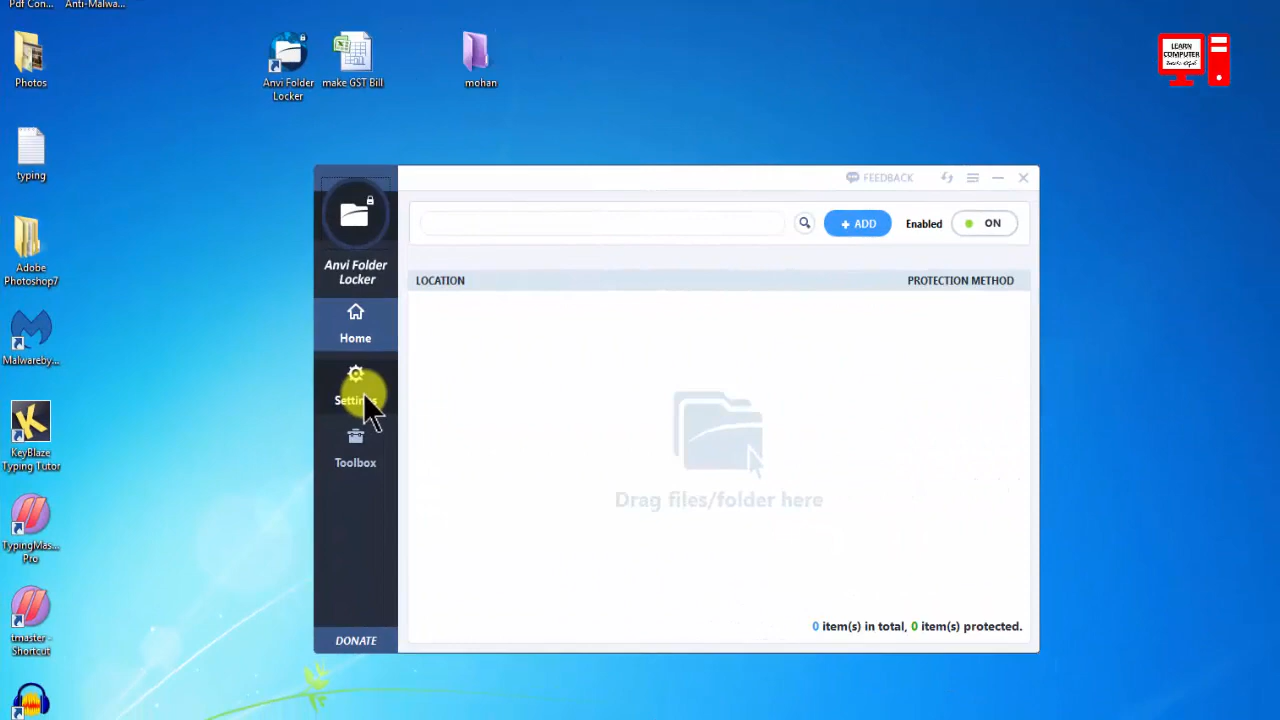 Pdf Con...
Anti-Malwa...
Photos
Anvi Folder
Locker
make GST Bill
mohan
LEARN
COMPUTER
typing
Adobe
Photoshop7
Malwareby...
KeyBlaze
Typing Tutor
TypingMas...
Pro
tmaster -
Shortcut
FEEDBACK
+ ADD
Enabled
ON
Anvi Folder
Locker
LOCATION
PROTECTION METHOD
Home
Settings
Toolbox
Drag files/folder here
0 item(s) in total, 0 item(s) protected.
DONATE